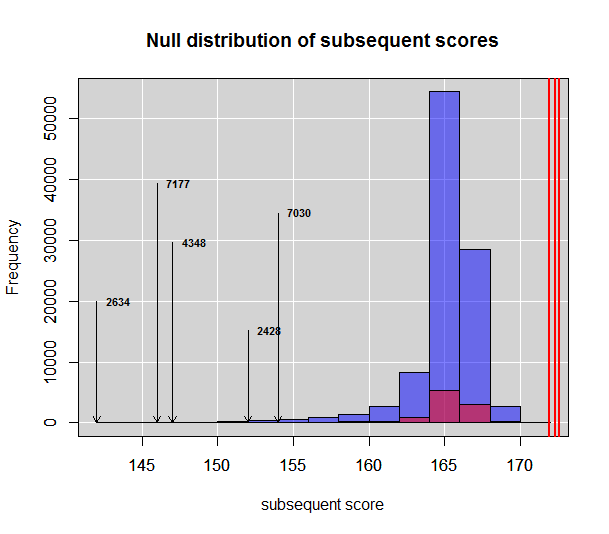 Null distribution of subsequent scores
Frequency
50000
40000
30000
20000
10000
0
7177
7030
4348
2634
2428
145 150 155 160 165 170
subsequent score